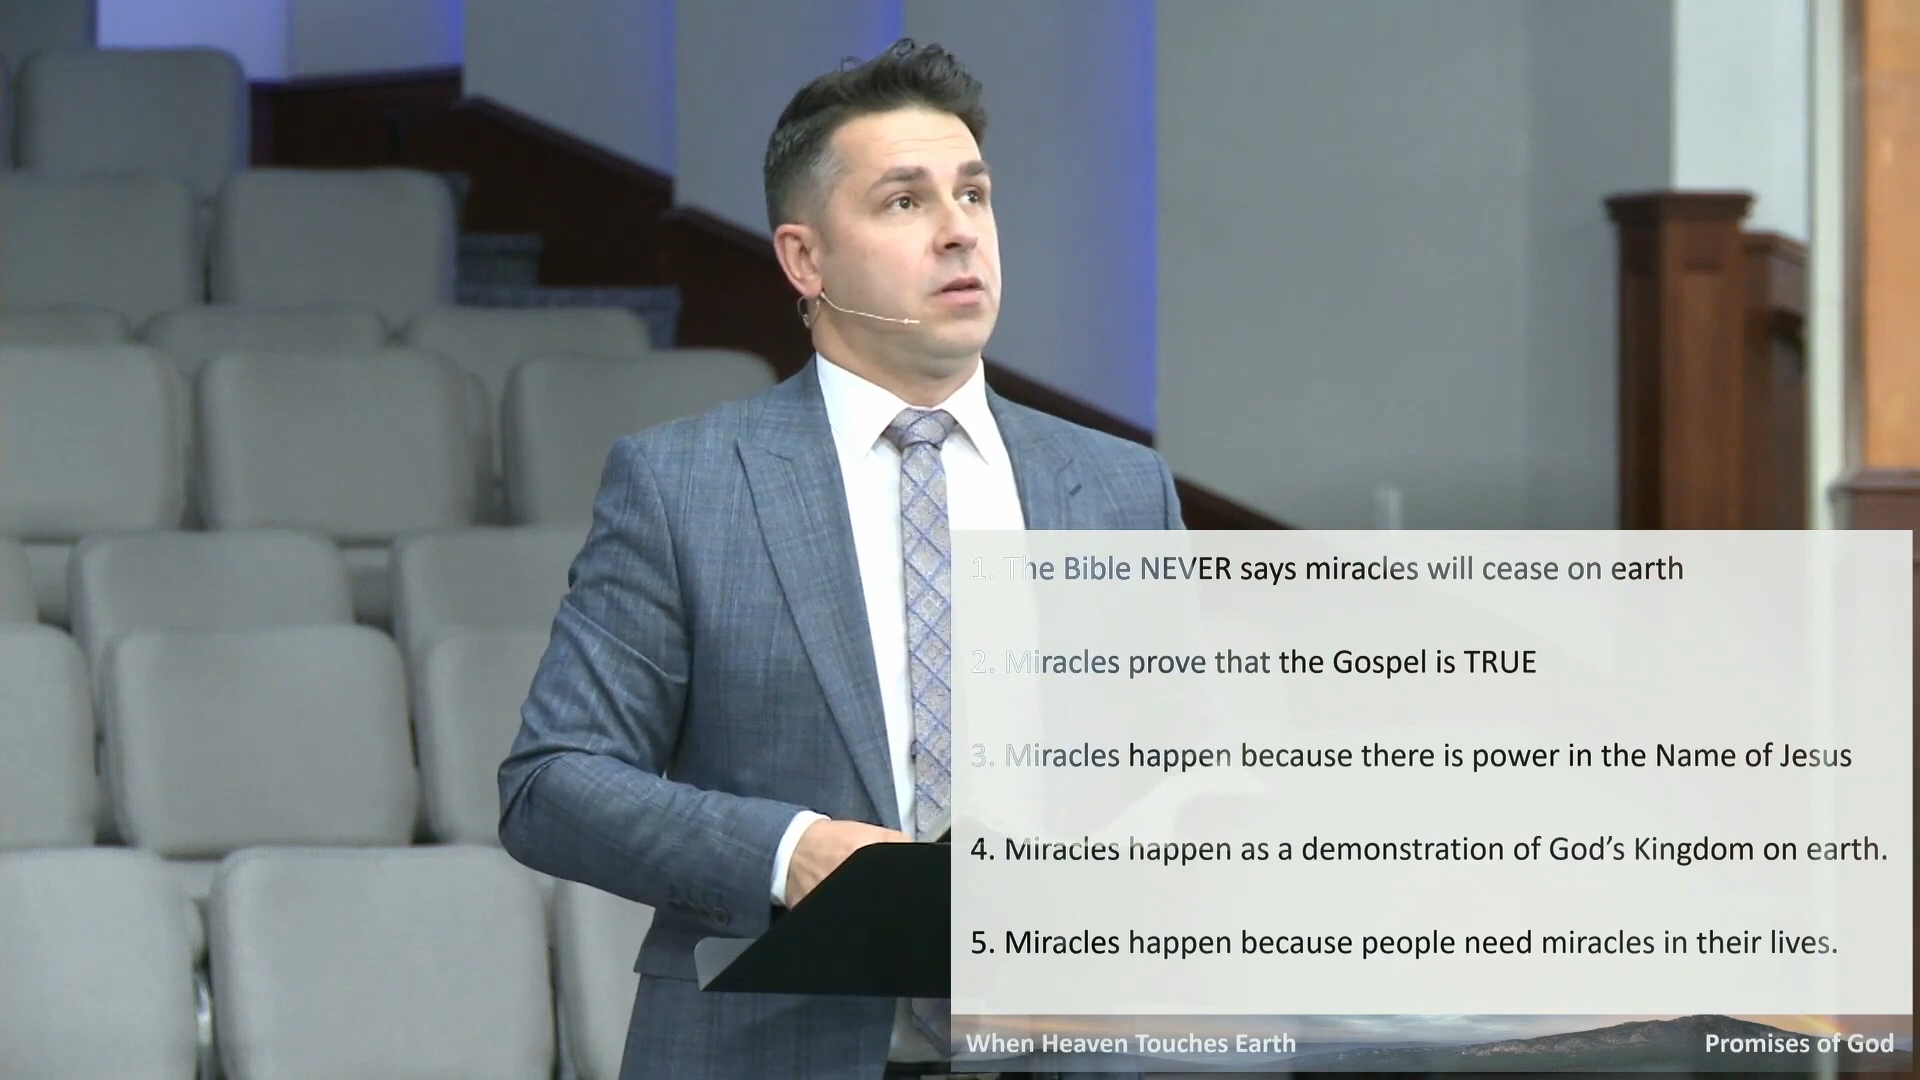 1. The Bible NEVER says miracles will cease on earth
2. Miracles prove that the Gospel is TRUE
3. Miracles happen because there is power in the Name of Jesus
4. Miracles happen as a demonstration of God’s Kingdom on earth.
5. Miracles happen because people need miracles in their lives.
When Heaven Touches Earth
Promises of God